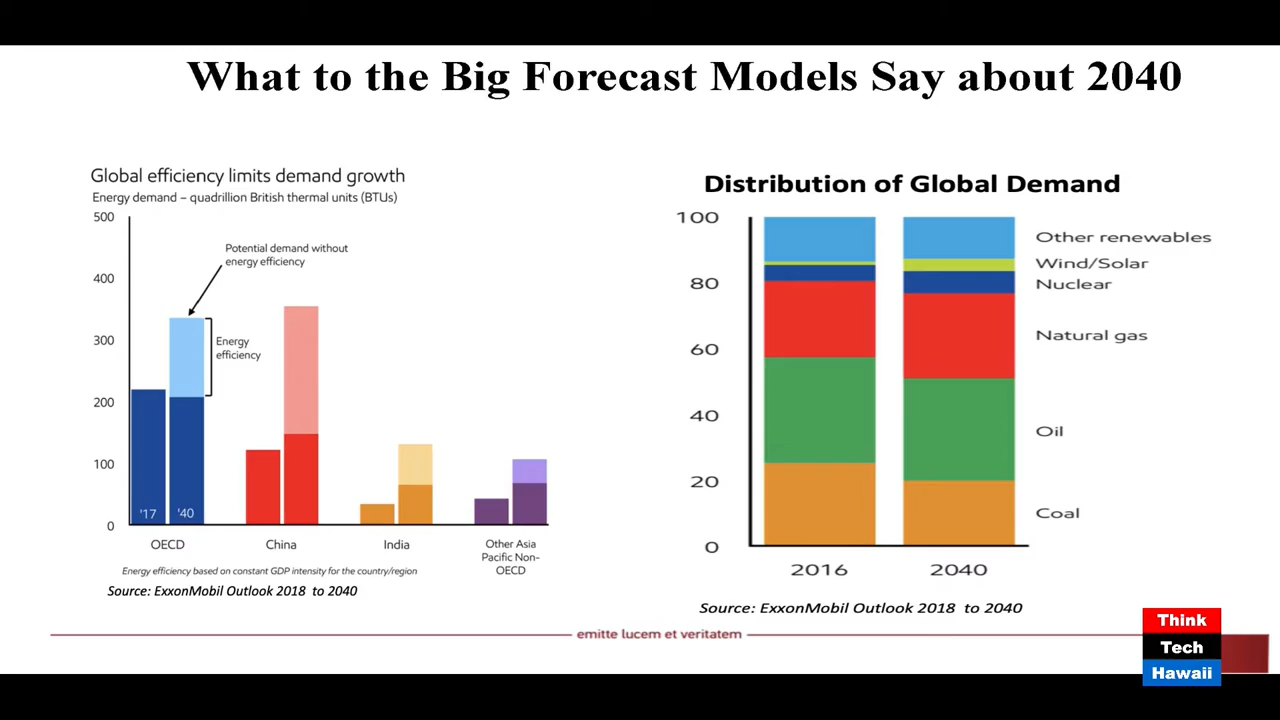 What to the Big Forecast Models Say about 2040
Global efficiency limits demand growth
Energy demand – quadrillion British thermal units (BTUs)
500
400
300
200
100
0
Potential demand without
energy efficiency
Energy
efficiency
'17
'40
OECD
China
India
Other Asia
Pacific Non-
OECD
Energy efficiency based on constant GDP intensity for the country/region
Source: ExxonMobil Outlook 2018 to 2040
Distribution of Global Demand
100
80
60
40
20
0
Other renewables
Wind/Solar
Nuclear
Natural gas
Oil
Coal
2016
2040
Source: ExxonMobil Outlook 2018 to 2040
emitte lucem et veritatem
Think
Tech
Hawaii